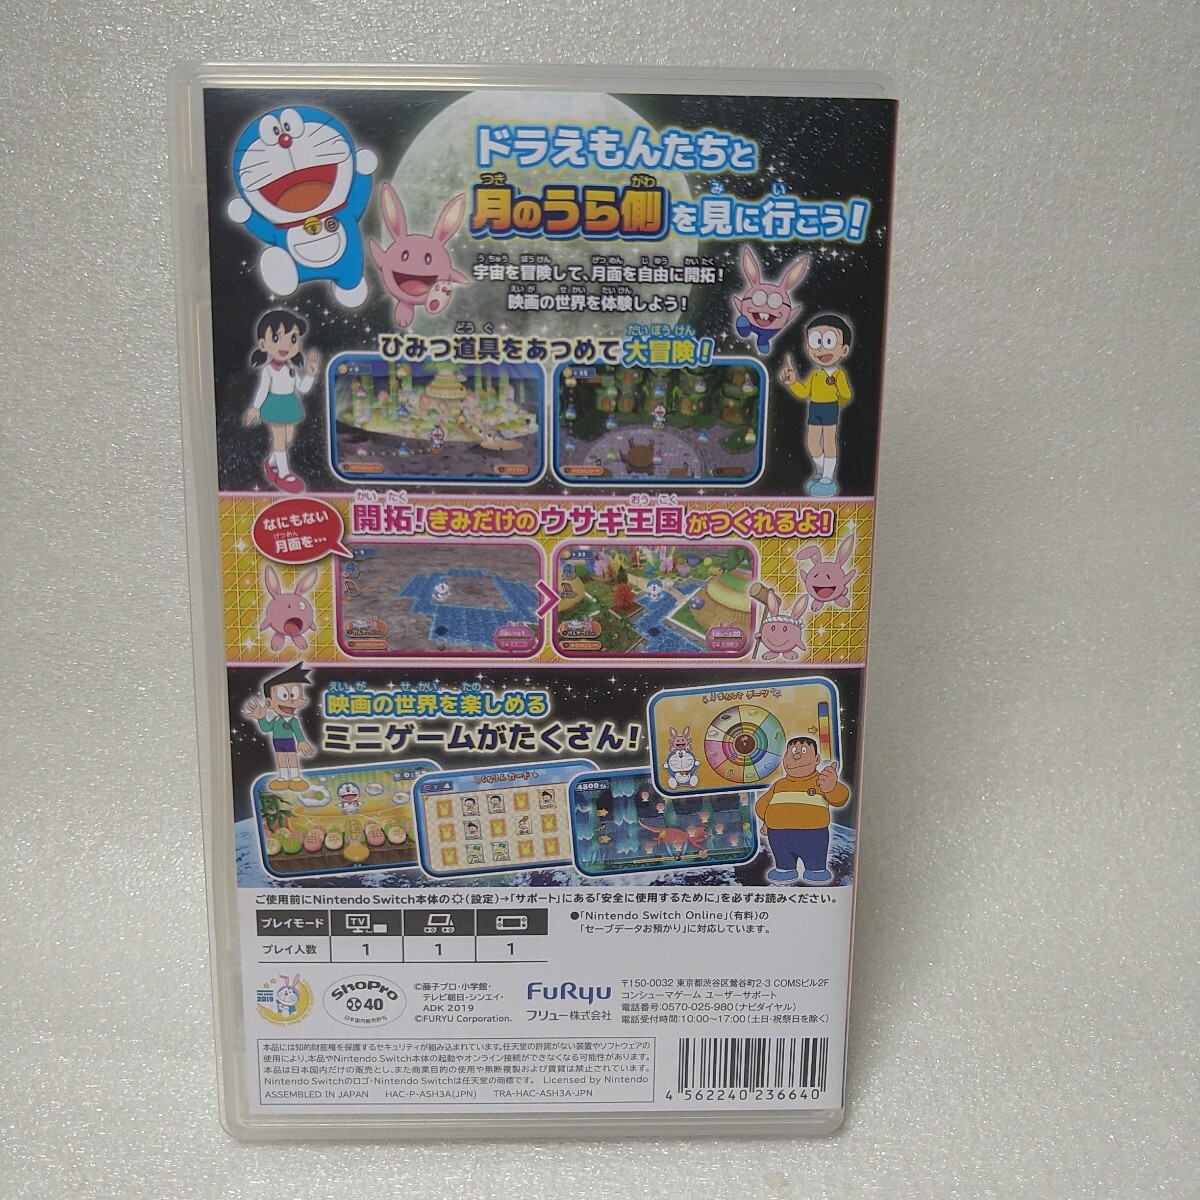 ドラえもんたちと
月のうら側を見に行こう!
宇宙を冒険して、月面を自由に開拓!
映画の世界を体験しよう!
ひみつ道具をあつめて大冒険!
なにもない
月面を…
開拓!きみだけのウサギ王国がつくれるよ!
映画の世界を楽しめる
ミニゲームがたくさん!
4800
ご使用前にNintendo Switch本体の(設定)→「サポート」にある「安全に使用するために」を必ずお読みください。
プレイモード TV
プレイ人数 1 1 1
●「Nintendo Switch Online」(有料)の
「セーブデータお預かり」に対応しています。
2019
ShoPro
40
日本国内販売許可
©藤子プロ・小学館・
テレビ朝日・シンエイ・
ADK 2019
©FURYU Corporation.
FuRyu
フリュー株式会社
〒150-0032 東京都渋谷区鶯谷町2-3 COMSビル2F
コンシューマゲーム ユーザーサポート
電話番号:0570-025-980(ナビダイヤル)
電話受付時間:10:00~17:00(土日・祝祭日を除く)
本品には知的財産権を保護するセキュリティが組み込まれています。任天堂の許諾がない装置やソフトウェアの
使用により、本品やNintendo Switch本体の起動やオンライン接続ができなくなる可能性があります。
本品は日本国内だけの販売とし、また商業目的の使用や無断複製および賃貸は禁止されています。
Nintendo Switchのロゴ・Nintendo Switchは任天堂の商標です。 Licensed by Nintendo
ASSEMBLED IN JAPAN HAC-P-ASH3A(JPN) TRA-HAC-ASH3A-JPN
4 562240 236640